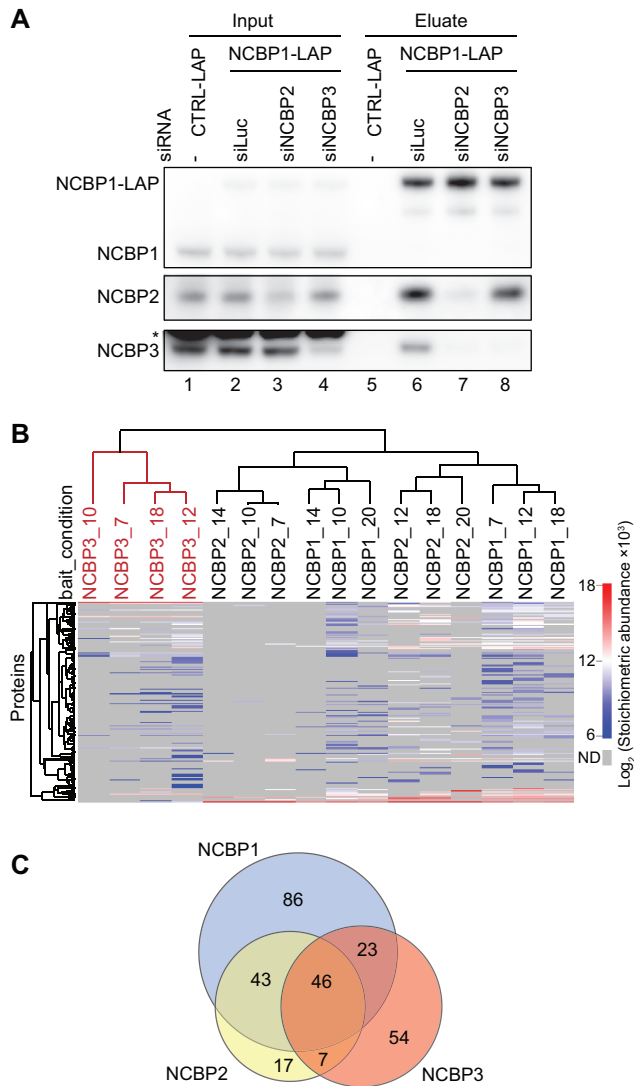 A
Input Eluate
siRNA
- CTRL-LAP
NCBP1-LAP
siLuc
siNCBP2
siNCBP3
- CTRL-LAP
NCBP1-LAP
siLuc
siNCBP2
siNCBP3
NCBP1-LAP
NCBP1
NCBP2
*
NCBP3
1 2 3 4 5 6 7 8
B
bait_condition
NCBP3_10
NCBP3_7
NCBP3_18
NCBP3_12
NCBP2_14
NCBP2_10
NCBP2_7
NCBP1_14
NCBP1_10
NCBP1_20
NCBP2_12
NCBP2_18
NCBP2_20
NCBP1_7
NCBP1_12
NCBP1_18
Proteins
18
12
6
ND
Log₂ (Stoichiometric abundance ×10³)
C
NCBP1
86
23
43
46
54
17
7
NCBP2
NCBP3